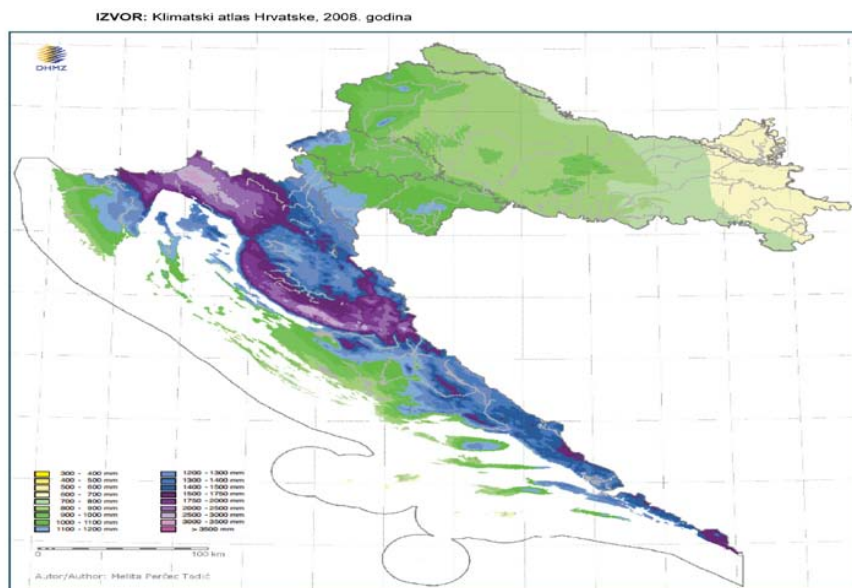 IZVOR: Klimatski atlas Hrvatske, 2008. godina
DHMZ
300 - 400 mm
400 - 500 mm
500 - 600 mm
600 - 700 mm
700 - 800 mm
800 - 900 mm
900 - 1000 mm
1000 - 1100 mm
1100 - 1200 mm
1200 - 1300 mm
1300 - 1400 mm
1400 - 1500 mm
1500 - 1750 mm
1750 - 2000 mm
2000 - 2500 mm
2500 - 3000 mm
3000 - 3500 mm
> 3500 mm
0 100 km
Autor/Author: Melita Perčec Tadić